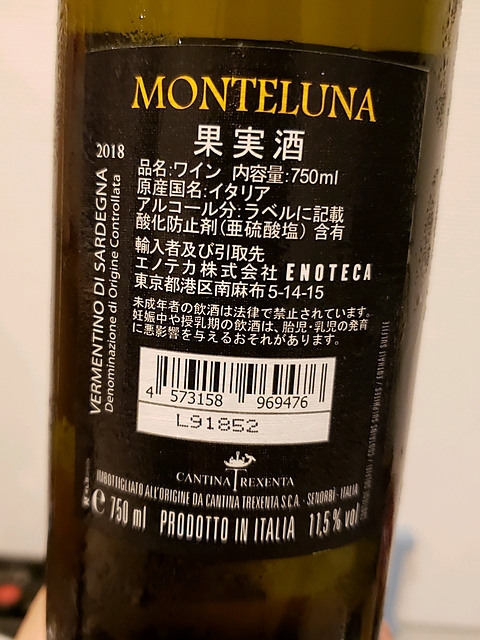 MONTELUNA
2018
果実酒
品名:ワイン 内容量:750ml
原産国名:イタリア
アルコール分:ラベルに記載
酸化防止剤(亜硫酸塩)含有
輸入者及び引取先
エノテカ株式会社 ENOTECA
東京都港区南麻布5-14-15
未成年者の飲酒は法律で禁止されています。
妊娠中や授乳期の飲酒は、胎児・乳児の発育
に悪影響を与えるおそれがあります。
VERMENTINO DI SARDEGNA
Denominazione di Origine Controllata
4 573158 969476
L91852
CANTINA TREXENTA
IMBOTTIGLIATO ALL'ORIGINE DA CANTINA TREXENTA S.C.A. - SENORBÌ - ITALIA
e 750 ml PRODOTTO IN ITALIA 11,5% vol
CONTAINS SULPHITES / ENTHÄLT SULFITE